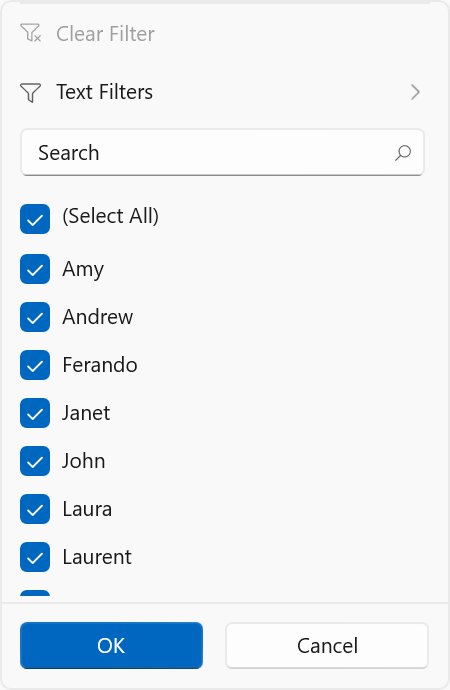 Clear Filter
Text Filters
Search
(Select All)
Amy
Andrew
Ferando
Janet
John
Laura
Laurent
OK
Cancel